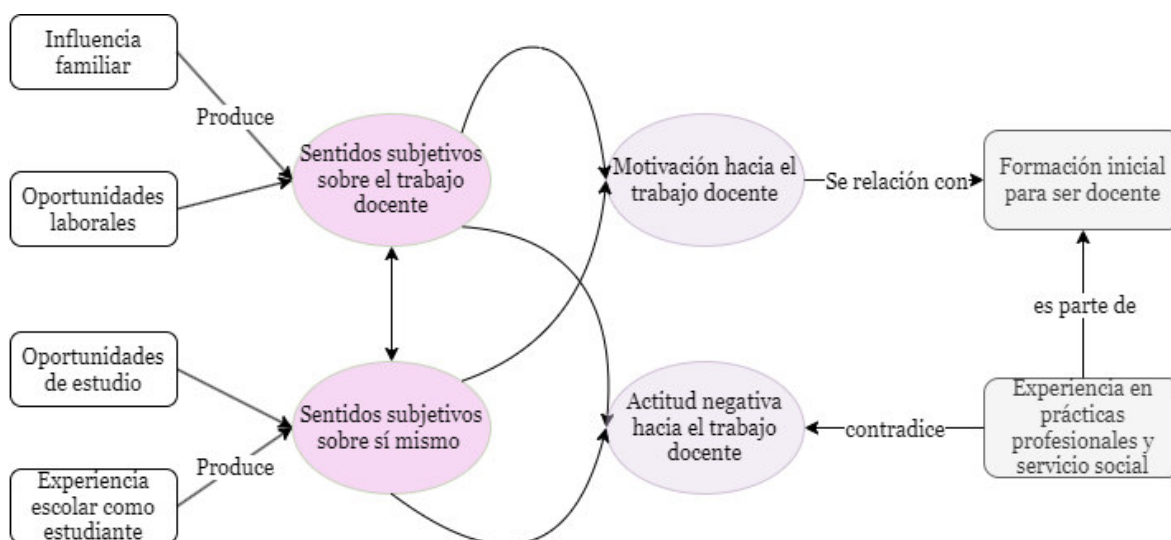 Influencia
familiar
Produce
Oportunidades
laborales
Sentidos subjetivos
sobre el trabajo
docente
Motivación hacia el
trabajo docente
Se relación con
Formación inicial
para ser docente
es parte de
Oportunidades
de estudio
Sentidos subjetivos
sobre sí mismo
Produce
Experiencia
escolar como
estudiante
Actitud negativa
hacia el trabajo
docente
contradice
Experiencia en
prácticas
profesionales y
servicio social